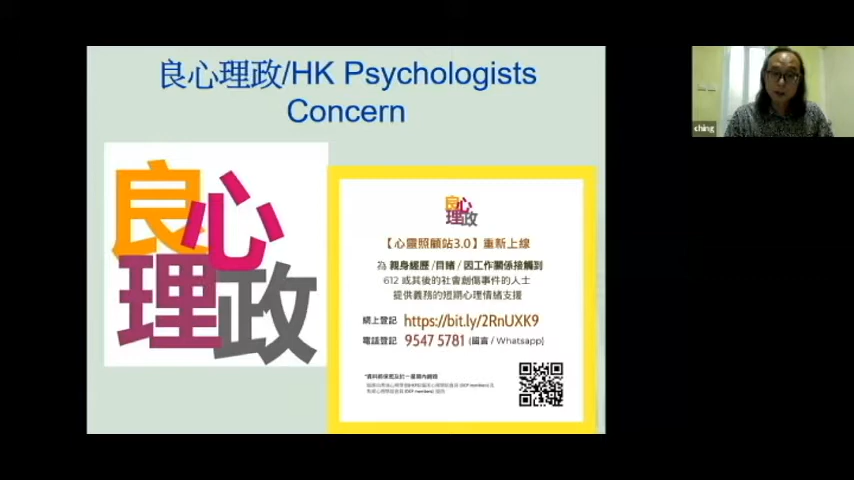 良心理政/HK Psychologists
Concern
良心
理政
良心
理政
【心靈照顧站3.0】重新上線
為 親身經歷 /目睹 / 因工作關係接觸到
612 或其後的社會創傷事件的人士
提供義務的短期心理情緒支援
網上登記 https://bit.ly/2RnUXK9
電話登記 9547 5781 (留言 / Whatsapp)
ching